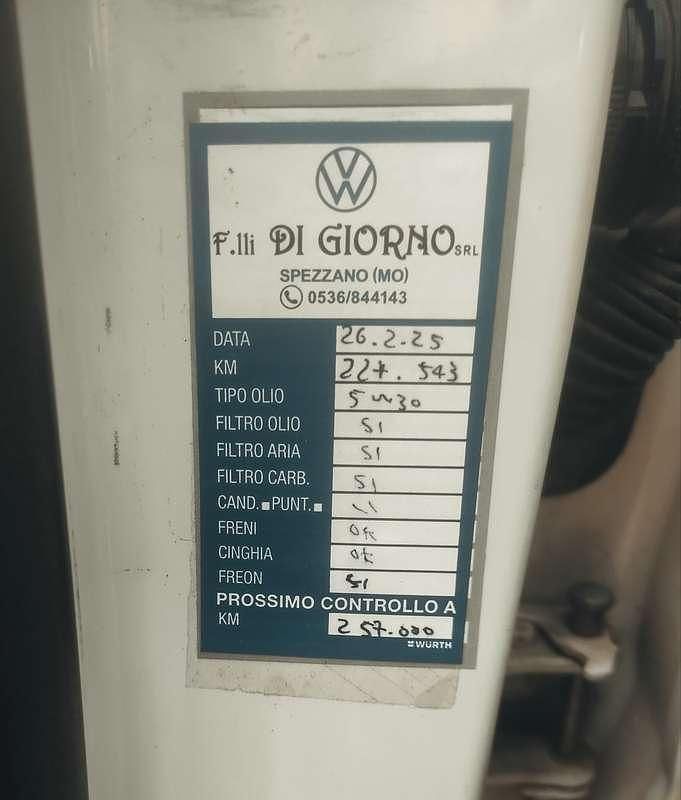 F.lli DI GIORNO SRL
SPEZZANO (MO)
0536/844143
DATA 26.2.25
KM 227.543
TIPO OLIO 5W30
FILTRO OLIO SI
FILTRO ARIA SI
FILTRO CARB. SI
CAND. PUNT.
FRENI OK
CINGHIA OK
FREON SI
PROSSIMO CONTROLLO A
KM 257.000
WÜRTH